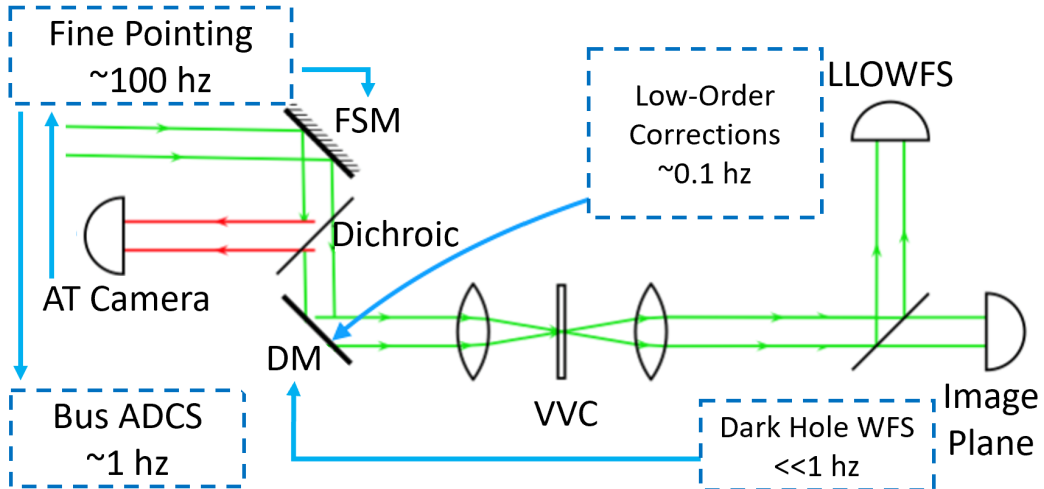 Fine Pointing
~100 hz
FSM
Low-Order
Corrections
~0.1 hz
LLOWFS
Dichroic
AT Camera
DM
VVC
Image
Plane
Bus ADCS
~1 hz
Dark Hole WFS
<<1 hz